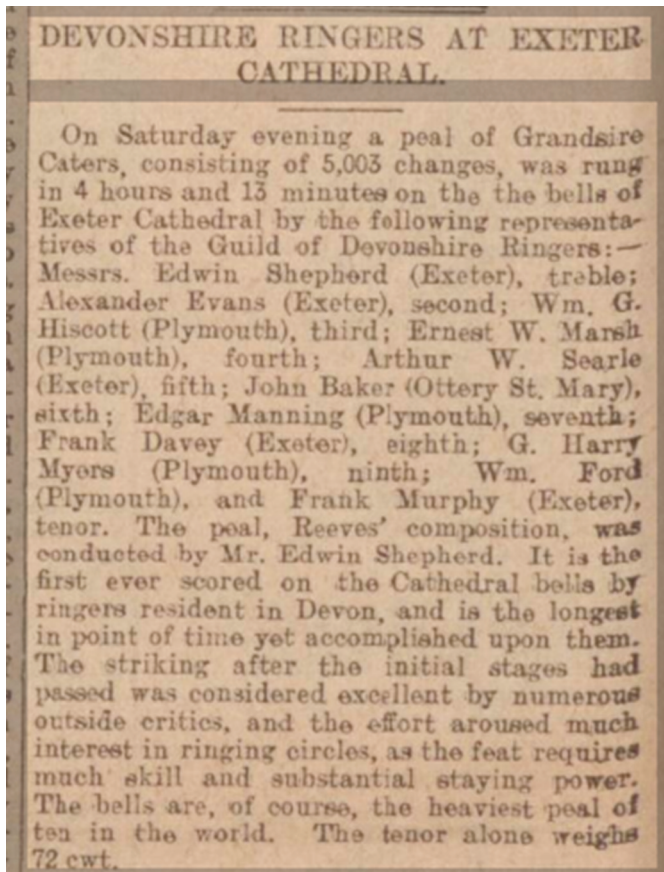 DEVONSHIRE RINGERS AT EXETER
CATHEDRAL.
On Saturday evening a peal of Grandsire
Caters, consisting of 5,003 changes, was rung
in 4 hours and 13 minutes on the the bells of
Exeter Cathedral by the following representa-
tives of the Guild of Devonshire Ringers:—
Messrs. Edwin Shepherd (Exeter), treble;
Alexander Evans (Exeter), second; Wm. G.
Hiscott (Plymouth), third; Ernest W. Marsh
(Plymouth), fourth; Arthur W. Searle
(Exeter), fifth; John Baker (Ottery St. Mary),
sixth; Edgar Manning (Plymouth), seventh;
Frank Davey (Exeter), eighth; G. Harry
Myers (Plymouth), ninth; Wm. Ford
(Plymouth), and Frank Murphy (Exeter),
tenor. The peal, Reeves' composition, was
conducted by Mr. Edwin Shepherd. It is the
first ever scored on the Cathedral bells by
ringers resident in Devon, and is the longest
in point of time yet accomplished upon them.
The striking after the initial stages had
passed was considered excellent by numerous
outside critics, and the effort aroused much
interest in ringing circles, as the feat requires
much skill and substantial staying power.
The bells are, of course, the heaviest peal of
ten in the world. The tenor alone weighs
72 cwt.